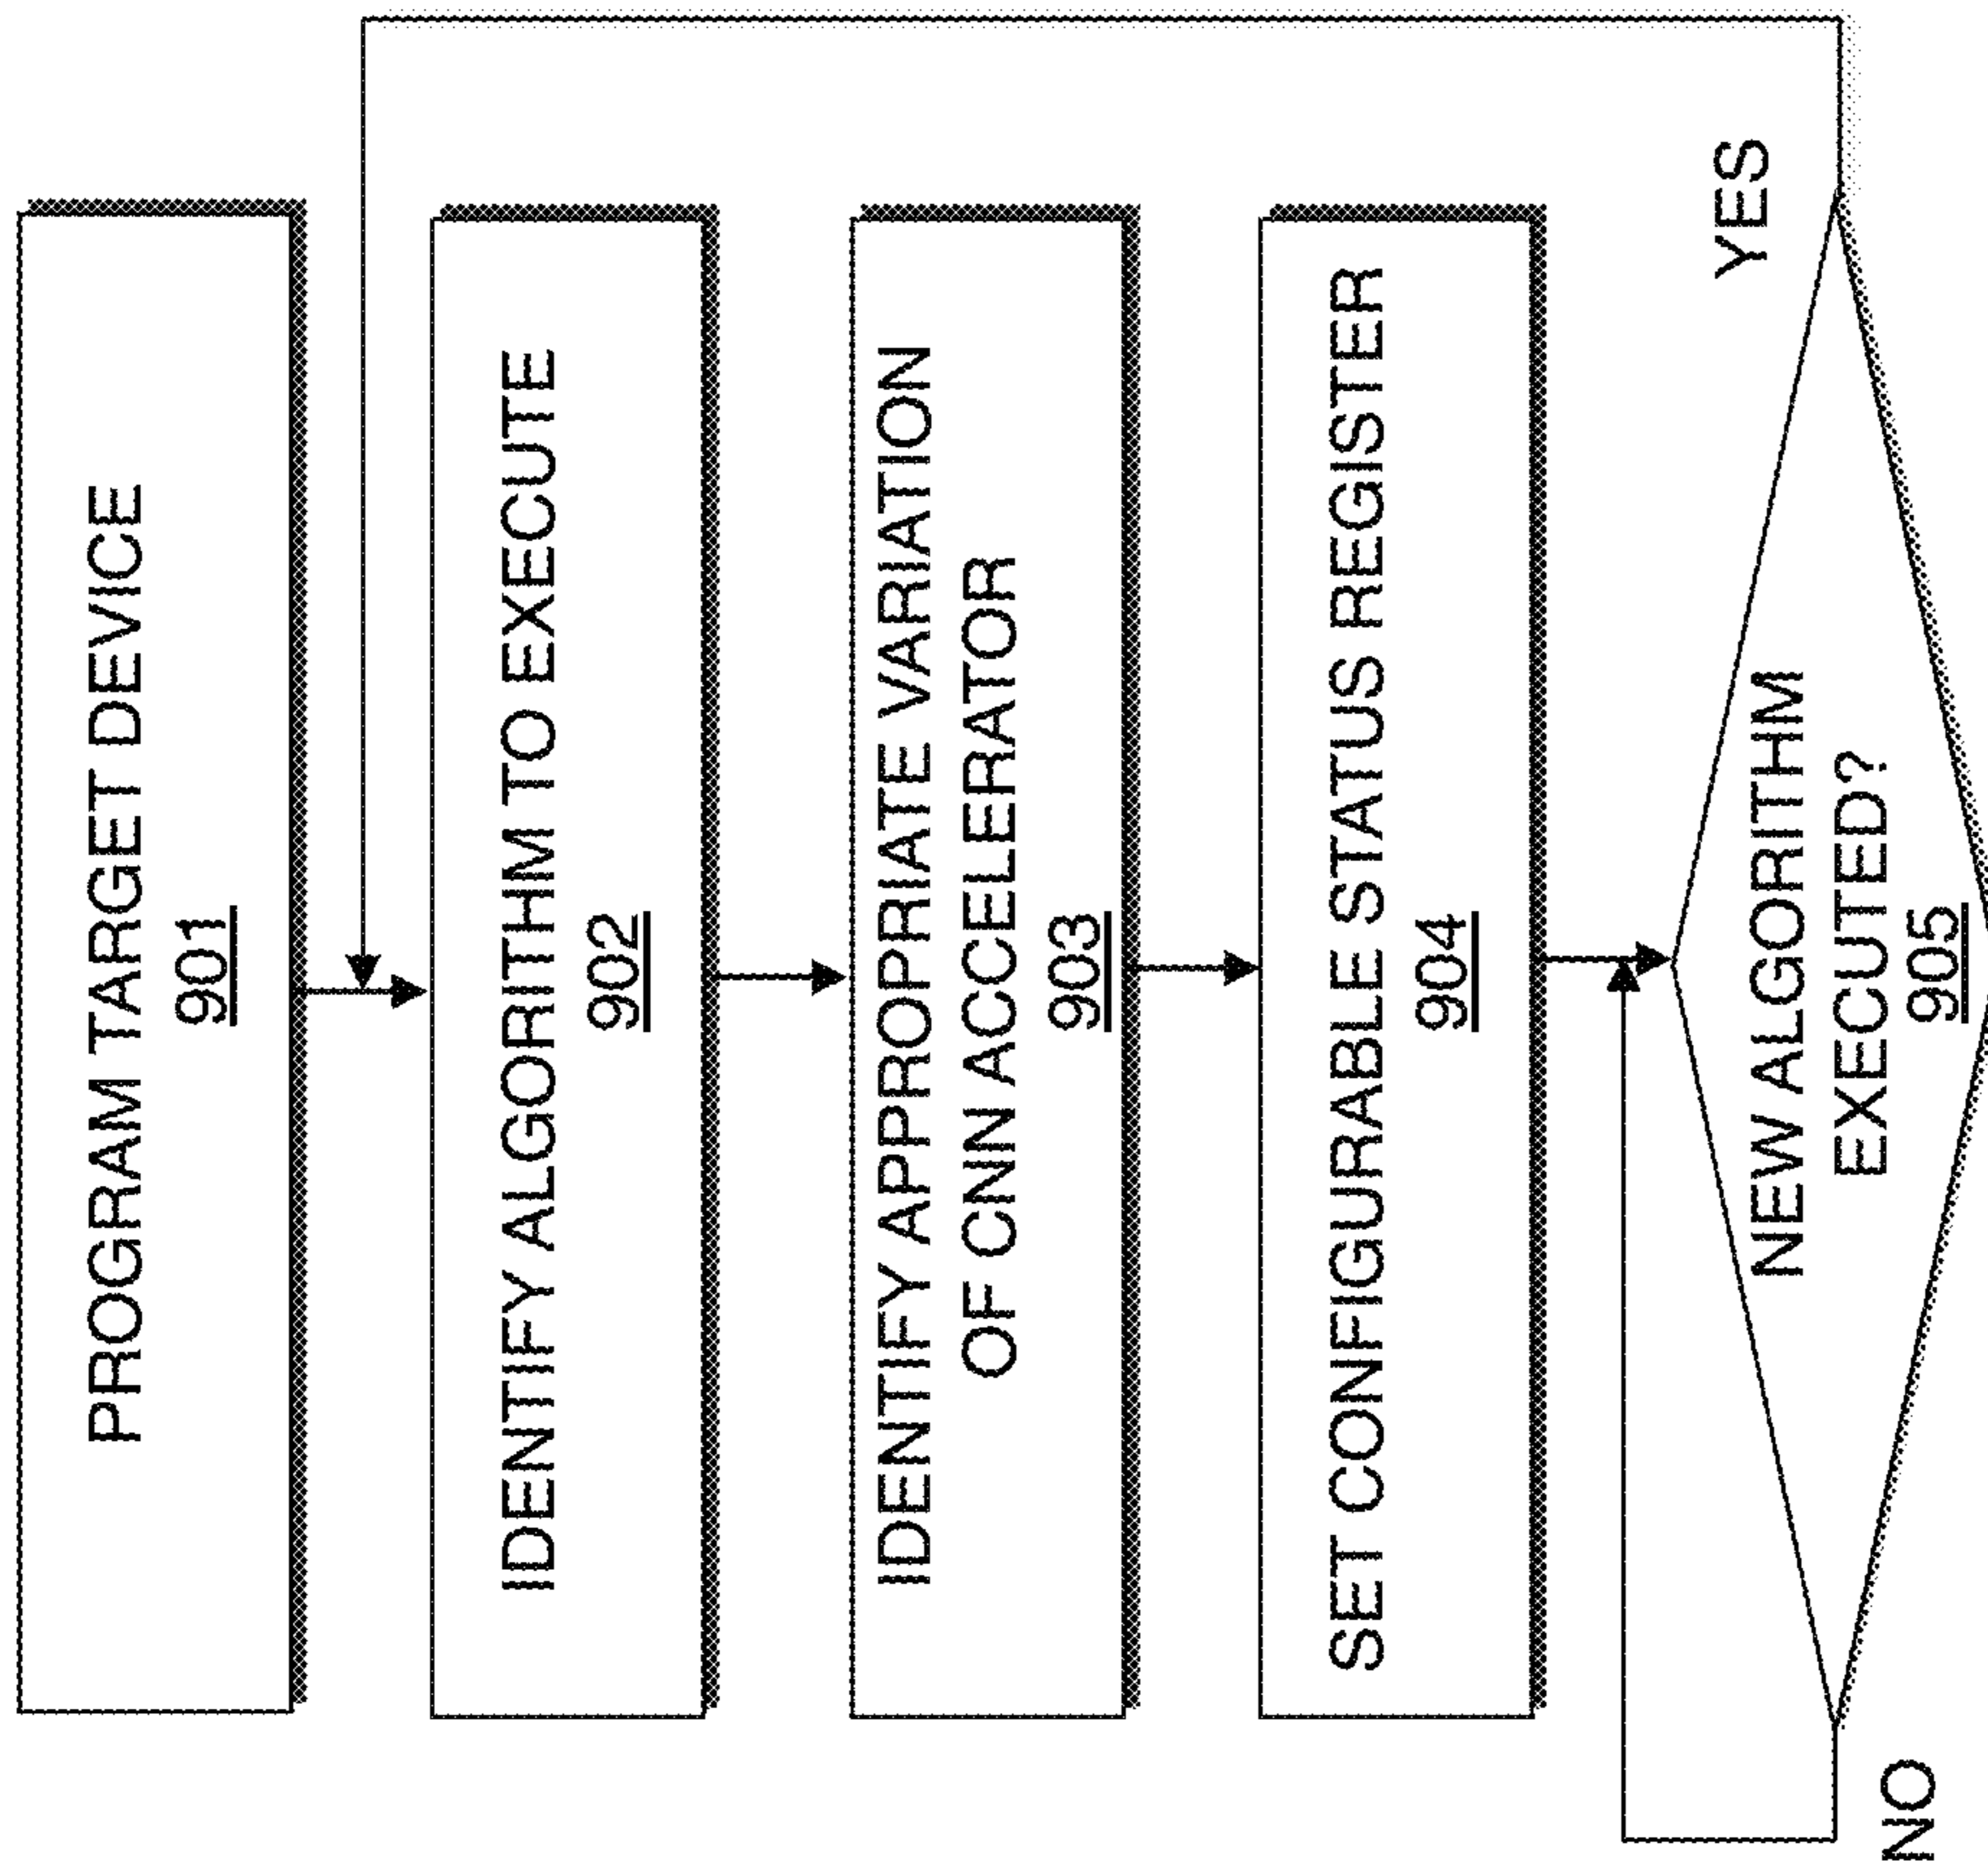 PROGRAM TARGET DEVICE
901
IDENTIFY ALGORITHM TO EXECUTE
902
IDENTIFY APPROPRIATE VARIATION
OF CNN ACCELERATOR
903
SET CONFIGURABLE STATUS REGISTER
904
NEW ALGORITHM
EXECUTED?
905
YES
NO